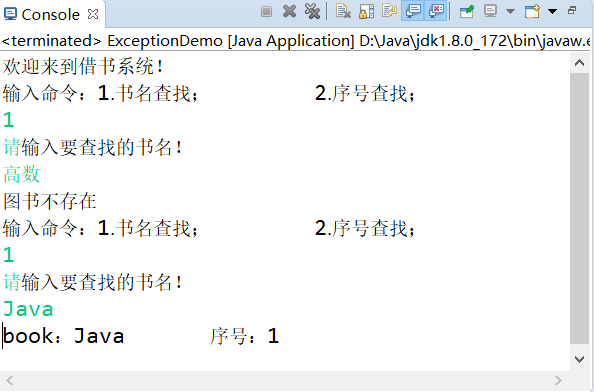 Console
<terminated> ExceptionDemo [Java Application] D:\Java\jdk1.8.0_172\bin\javaw.e
欢迎来到借书系统！
输入命令：1.书名查找； 2.序号查找；
1
请输入要查找的书名！
高数
图书不存在
输入命令：1.书名查找； 2.序号查找；
1
请输入要查找的书名！
Java
book：Java 序号：1